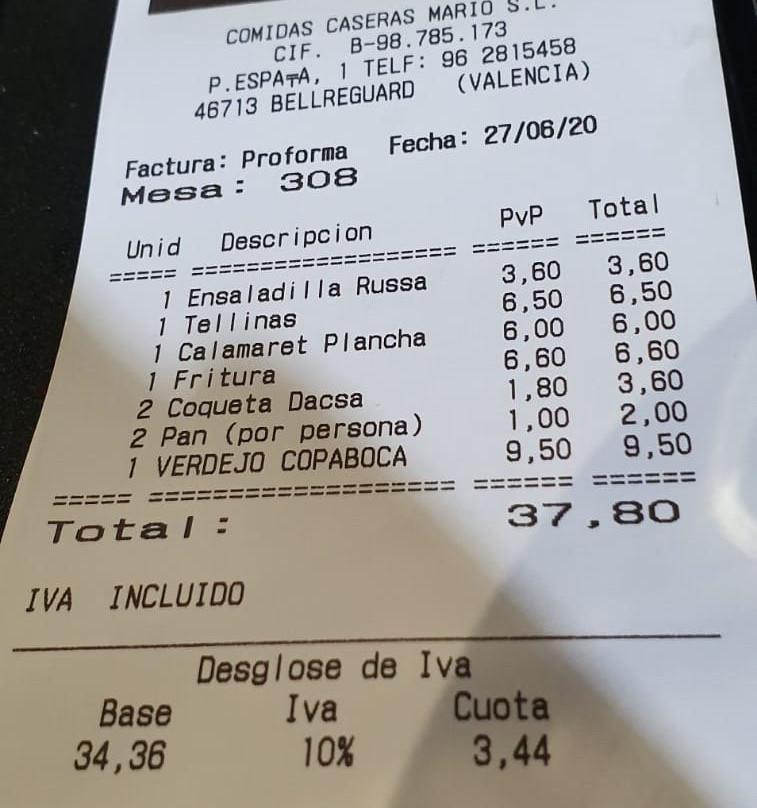 COMIDAS CASERAS MARIO S.L.
CIF. B-98.785.173
P.ESPAÑA, 1 TELF: 96 2815458
46713 BELLREGUARD (VALENCIA)
Factura: Proforma Fecha: 27/06/20
Mesa: 308
Unid Descripcion PvP Total
===== ================== ====== ======
1 Ensaladilla Russa 3,60 3,60
1 Tellinas 6,50 6,50
1 Calamaret Plancha 6,00 6,00
1 Fritura 6,60 6,60
2 Coqueta Dacsa 1,80 3,60
2 Pan (por persona) 1,00 2,00
1 VERDEJO COPABOCA 9,50 9,50
===== ==================== ====== ======
Total: 37,80
IVA INCLUIDO
Desglose de Iva
Base Iva Cuota
34,36 10% 3,44